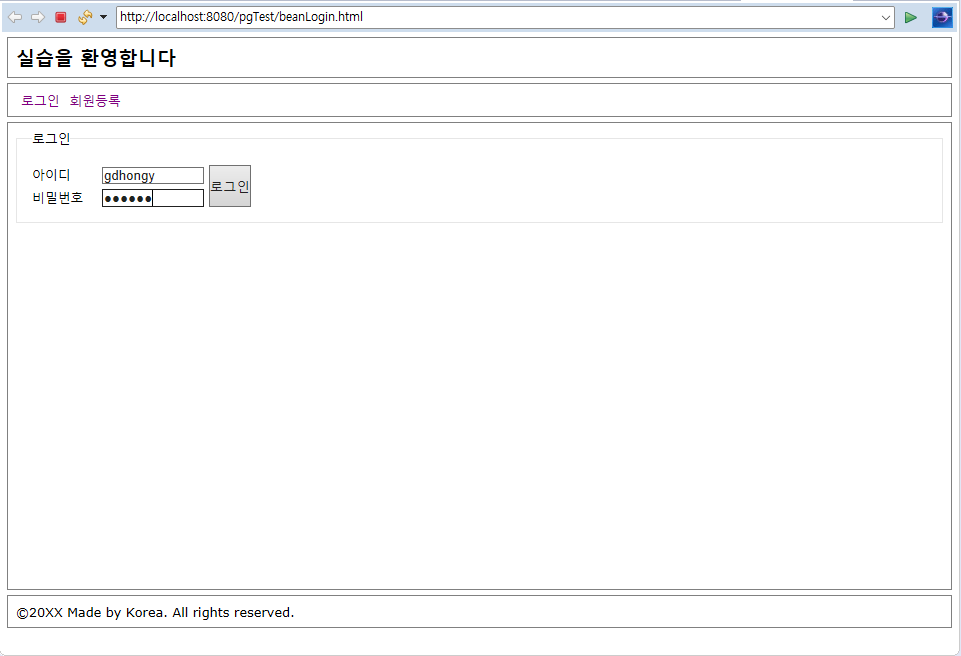 http://localhost:8080/pgTest/beanLogin.html
실습을 환영합니다
로그인 회원등록
로그인
아이디 gdhongy
비밀번호 ●●●●●●
로그인
©20XX Made by Korea. All rights reserved.